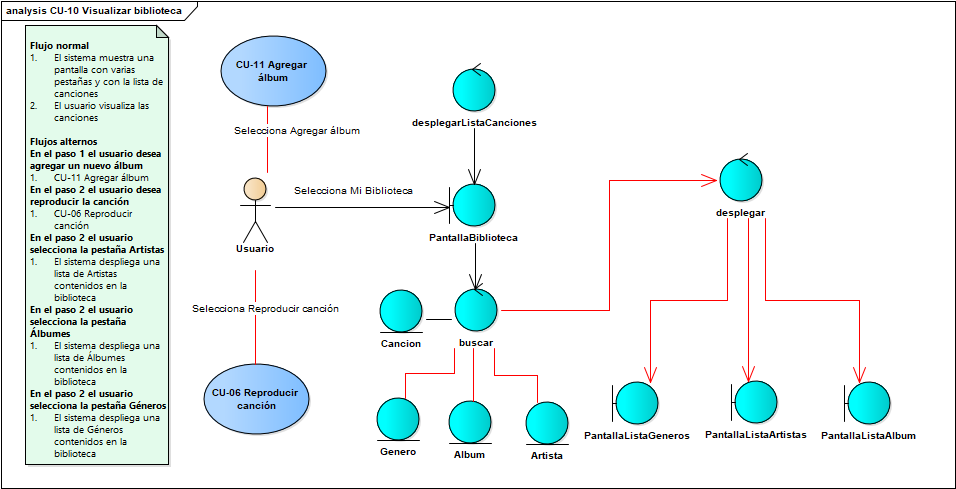 analysis CU-10 Visualizar biblioteca
Flujo normal
1. El sistema muestra una
pantalla con varias
pestañas y con la lista de
canciones
2. El usuario visualiza las
canciones
Flujos alternos
En el paso 1 el usuario desea
agregar un nuevo álbum
1. CU-11 Agregar álbum
En el paso 2 el usuario desea
reproducir la canción
1. CU-06 Reproducir
canción
En el paso 2 el usuario
selecciona la pestaña Artistas
1. El sistema despliega una
lista de Artistas
contenidos en la
biblioteca
En el paso 2 el usuario
selecciona la pestaña
Álbumes
1. El sistema despliega una
lista de Álbumes
contenidos en la
biblioteca
En el paso 2 el usuario
selecciona la pestaña Géneros
1. El sistema despliega una
lista de Géneros
contenidos en la
biblioteca
CU-11 Agregar
álbum
Selecciona Agregar álbum
desplegarListaCanciones
Selecciona Mi Biblioteca
Usuario
PantallaBiblioteca
desplegar
Selecciona Reproducir canción
Cancion
buscar
CU-06 Reproducir
canción
Genero
Album
Artista
PantallaListaGeneros
PantallaListaArtistas
PantallaListaAlbum